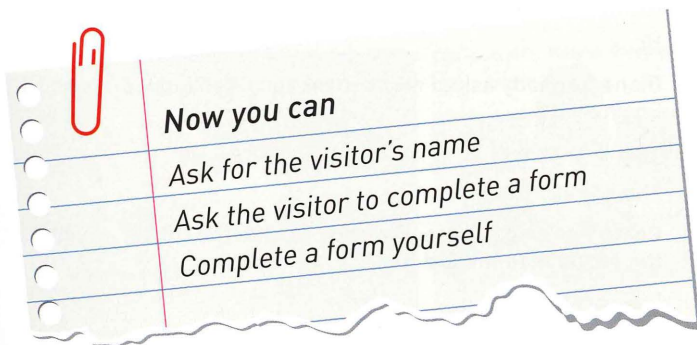 Now you can
Ask for the visitor's name
Ask the visitor to complete a form
Complete a form yourself